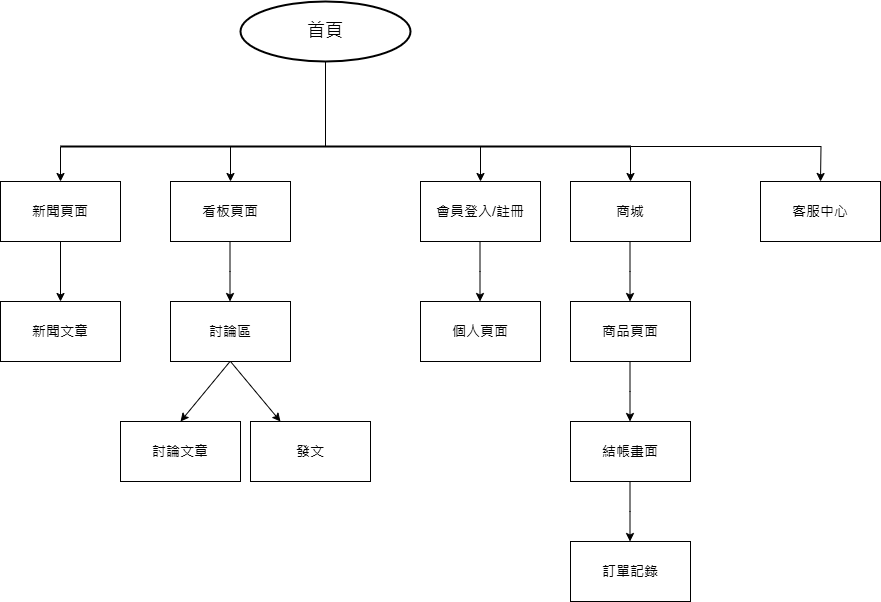 首頁
新聞頁面
看板頁面
會員登入/註冊
商城
客服中心
新聞文章
討論區
個人頁面
商品頁面
討論文章
發文
結帳畫面
訂單記錄